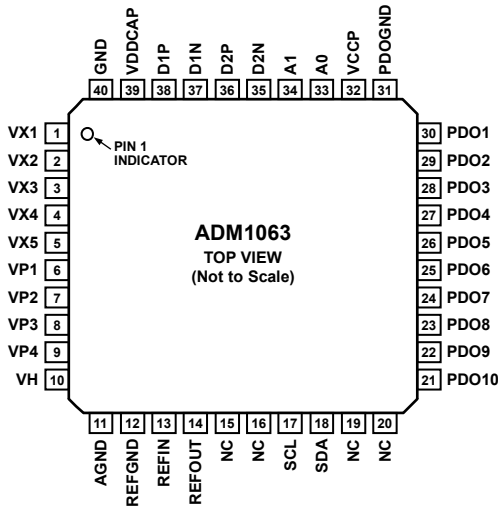 GND
VDDCAP
D1P
D1N
D2P
D2N
A1
A0
VCCP
PDOGND
40
39
38
37
36
35
34
33
32
31
VX1 1
VX2 2
VX3 3
VX4 4
VX5 5
VP1 6
VP2 7
VP3 8
VP4 9
VH 10
PIN 1
INDICATOR
ADM1063
TOP VIEW
(Not to Scale)
30 PDO1
29 PDO2
28 PDO3
27 PDO4
26 PDO5
25 PDO6
24 PDO7
23 PDO8
22 PDO9
21 PDO10
11
12
13
14
15
16
17
18
19
20
AGND
REFGND
REFIN
REFOUT
NC
NC
SCL
SDA
NC
NC